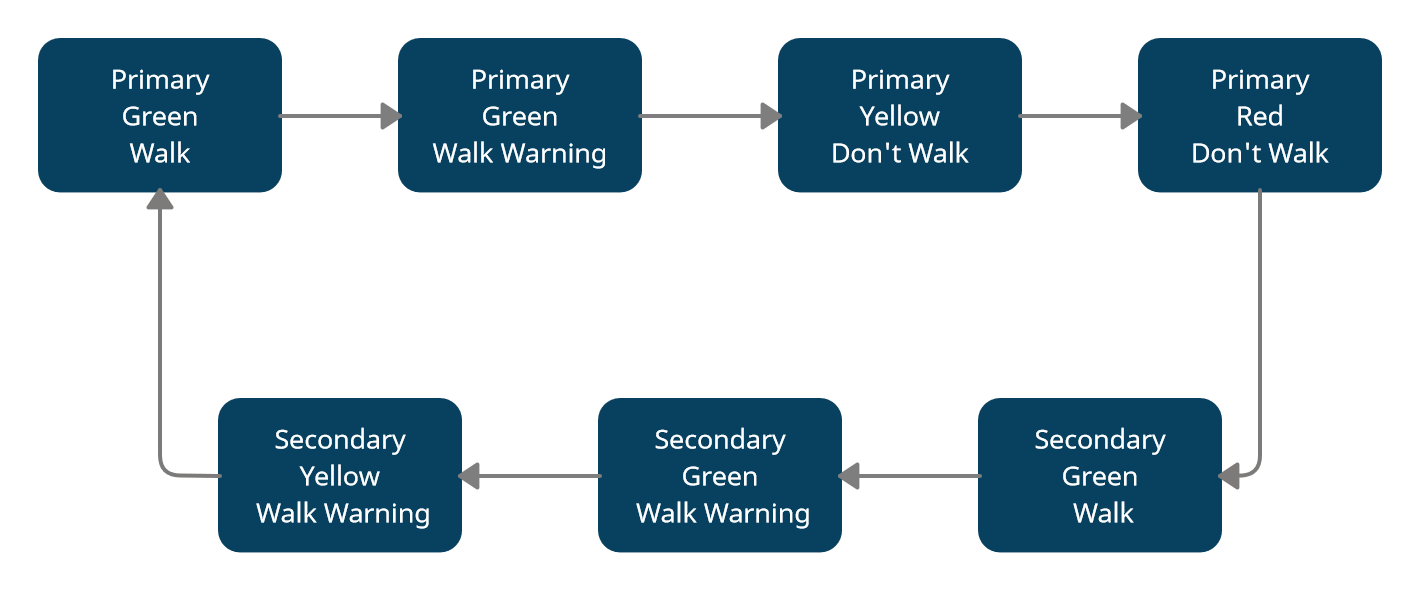 Primary
Green
Walk
Primary
Green
Walk Warning
Primary
Yellow
Don't Walk
Primary
Red
Don't Walk
Secondary
Yellow
Walk Warning
Secondary
Green
Walk Warning
Secondary
Green
Walk